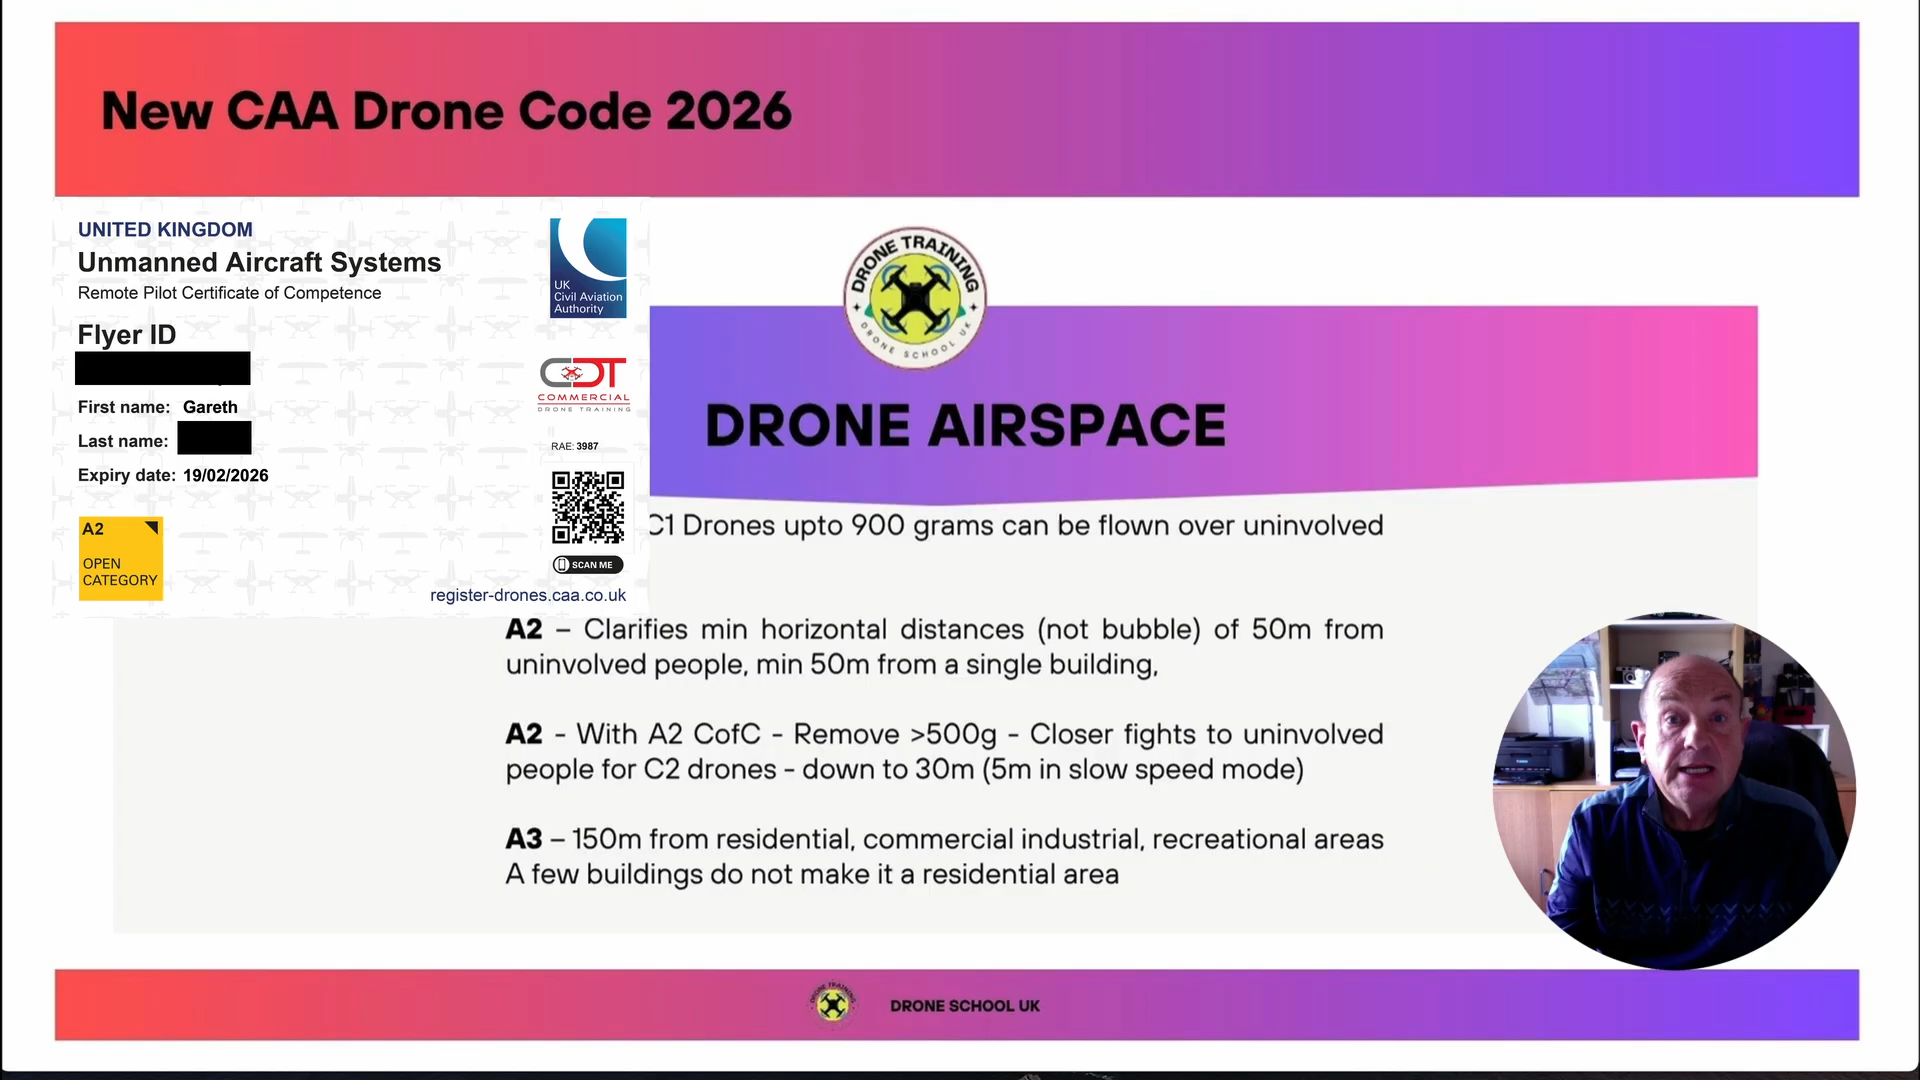 New CAA Drone Code 2026
UNITED KINGDOM
Unmanned Aircraft Systems
Remote Pilot Certificate of Competence
Flyer ID
First name: Gareth
Last name:
Expiry date: 19/02/2026
A2
OPEN
CATEGORY
UK
Civil Aviation
Authority
CDT
COMMERCIAL
DRONE TRAINING
RAE: 3987
SCAN ME
register-drones.caa.co.uk
DRONE TRAINING
DRONE SCHOOL UK
DRONE AIRSPACE
C1 Drones upto 900 grams can be flown over uninvolved
A2 – Clarifies min horizontal distances (not bubble) of 50m from
uninvolved people, min 50m from a single building,
A2 - With A2 CofC - Remove >500g - Closer fights to uninvolved
people for C2 drones - down to 30m (5m in slow speed mode)
A3 – 150m from residential, commercial industrial, recreational areas
A few buildings do not make it a residential area
DRONE TRAINING
DRONE SCHOOL UK